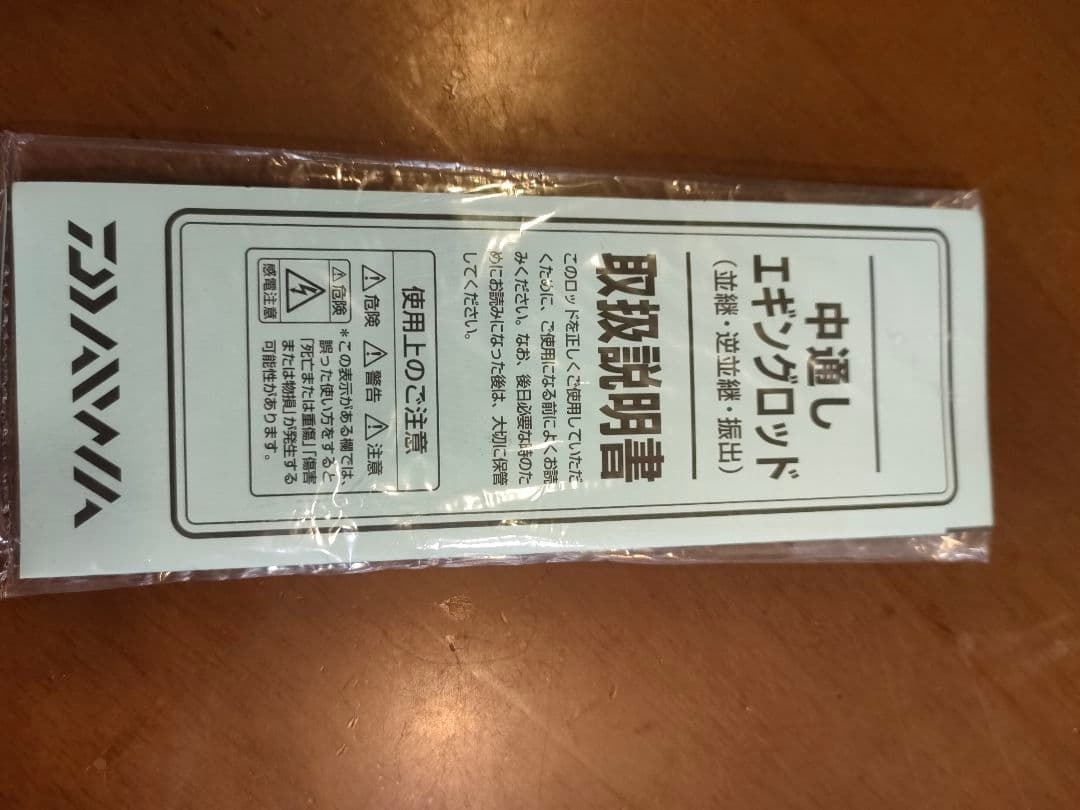 中通し
エギングロッド
（並継・逆並継・振出）
取扱説明書
このロッドを正しくご使用していただ
くために、ご使用になる前によくお読
みください。なお、後日必要な時のた
めにお読みになった後は、大切に保管
してください。
使用上のご注意
⚠危険 ⚠警告 ⚠注意
⚠危険
感電注意
＊この表示がある欄では、
誤った使い方をすると
「死亡または重傷」「傷害
または物損」が発生する
可能性があります。
DAIWA